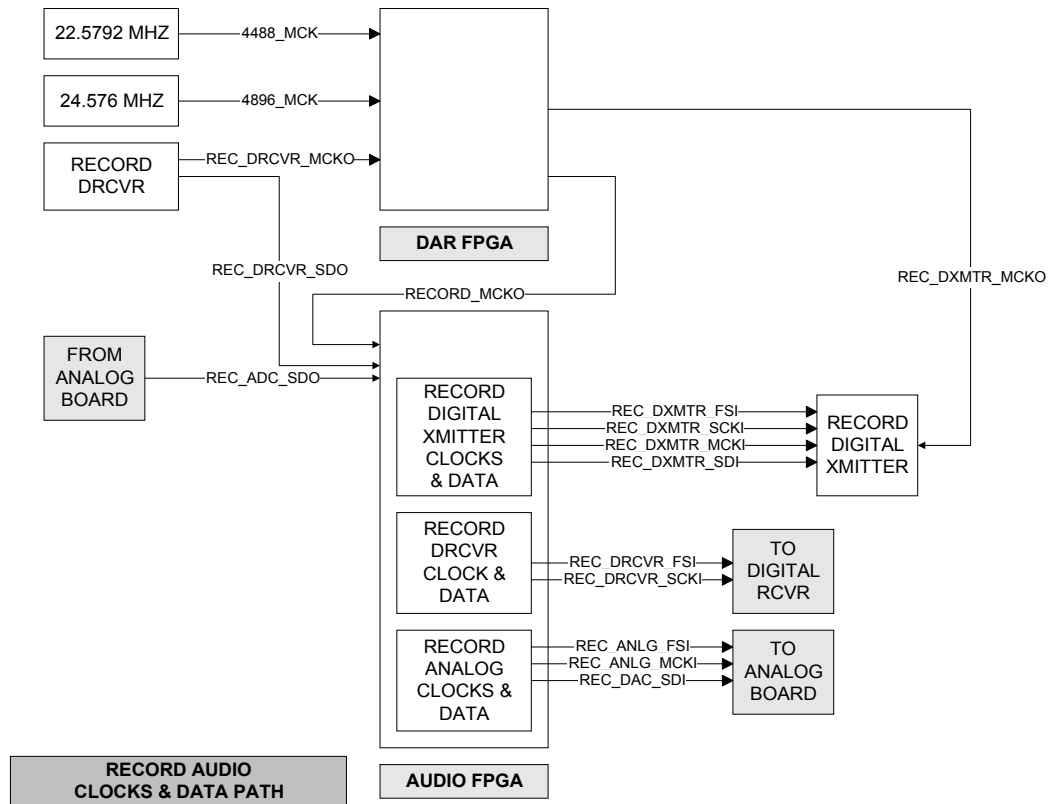 22.5792 MHZ
4488_MCK
24.576 MHZ
4896_MCK
RECORD
DRCVR
REC_DRCVR_MCKO
DAR FPGA
REC_DRCVR_SDO
RECORD_MCKO
REC_DXMTR_MCKO
FROM
ANALOG
BOARD
REC_ADC_SDO
RECORD
DIGITAL
XMITTER
CLOCKS
& DATA
REC_DXMTR_FSI
REC_DXMTR_SCKI
REC_DXMTR_MCKI
REC_DXMTR_SDI
RECORD
DIGITAL
XMITTER
RECORD
DRCVR
CLOCK &
DATA
REC_DRCVR_FSI
REC_DRCVR_SCKI
TO
DIGITAL
RCVR
RECORD
ANALOG
CLOCKS &
DATA
REC_ANLG_FSI
REC_ANLG_MCKI
REC_DAC_SDI
TO
ANALOG
BOARD
RECORD AUDIO
CLOCKS & DATA PATH
AUDIO FPGA